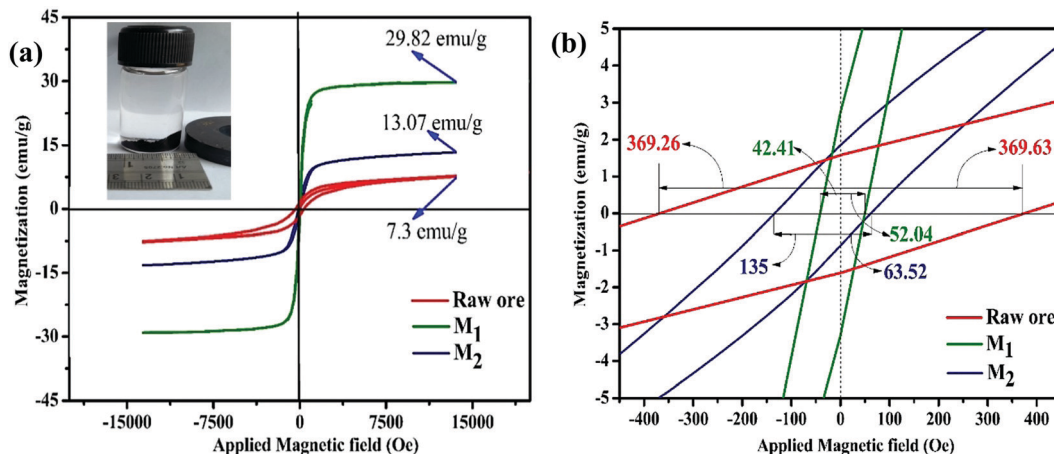 (a)
45
30
15
0
-15
-30
-45
Magnetization (emu/g)
29.82 emu/g
13.07 emu/g
7.3 emu/g
Raw ore
M1
M2
-15000 -7500 0 7500 15000
Applied Magnetic field (Oe)
(b)
5
4
3
2
1
0
-1
-2
-3
-4
-5
Magnetization (emu/g)
369.26
42.41
369.63
52.04
135
63.52
Raw ore
M1
M2
-400 -300 -200 -100 0 100 200 300 400
Applied Magnetic field (Oe)